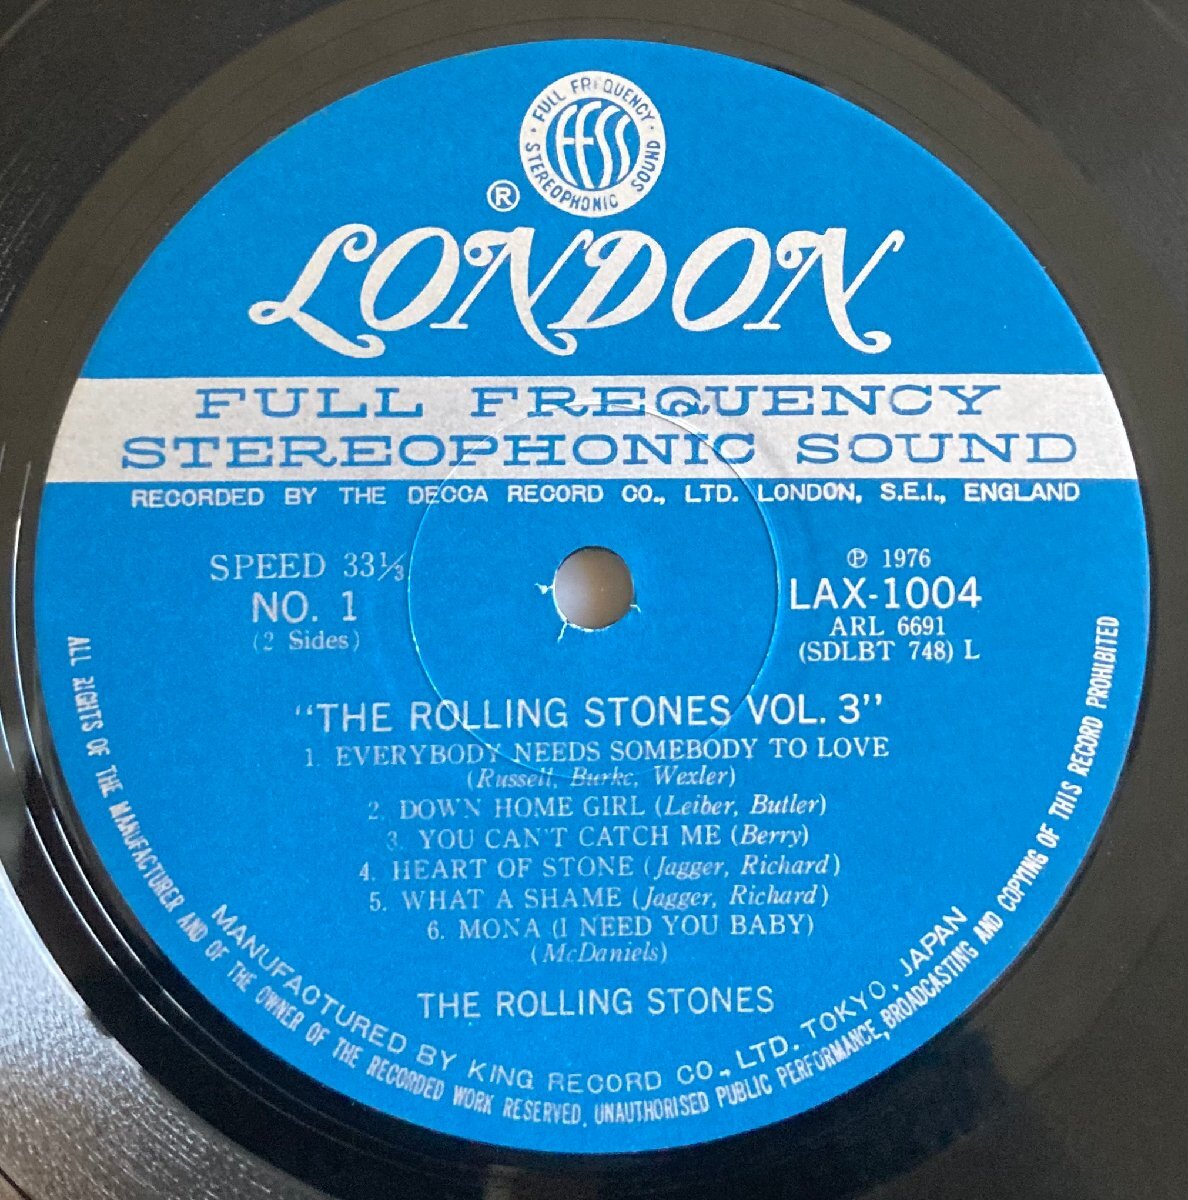 FULL FREQUENCY
STEREOPHONIC SOUND
FFSS
®
LONDON
FULL FREQUENCY
STEREOPHONIC SOUND
RECORDED BY THE DECCA RECORD CO., LTD. LONDON, S.E.I., ENGLAND
SPEED 33⅓
NO. 1
(2 Sides)
℗ 1976
LAX-1004
ARL 6691
(SDLBT 748) L
"THE ROLLING STONES VOL. 3"
1. EVERYBODY NEEDS SOMEBODY TO LOVE
(Russell, Burke, Wexler)
2. DOWN HOME GIRL (Leiber, Butler)
3. YOU CAN'T CATCH ME (Berry)
4. HEART OF STONE (Jagger, Richard)
5. WHAT A SHAME (Jagger, Richard)
6. MONA (I NEED YOU BABY)
(McDaniels)
THE ROLLING STONES
MANUFACTURED BY KING RECORD CO., LTD. TOKYO, JAPAN
ALL RIGHTS OF THE MANUFACTURER AND OF THE OWNER OF THE RECORDED WORK RESERVED. UNAUTHORISED PUBLIC PERFORMANCE, BROADCASTING AND COPYING OF THIS RECORD PROHIBITED